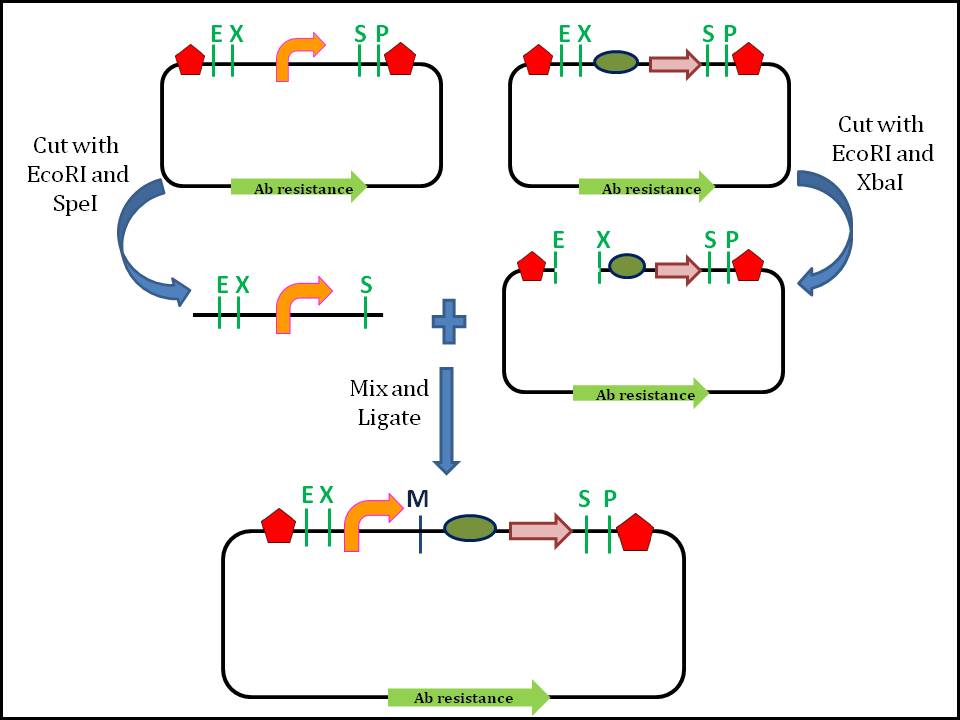 E X S P
E X S P
Cut with
EcoRI and
SpeI
Cut with
EcoRI and
XbaI
Ab resistance
Ab resistance
E X S P
E X S
Mix and
Ligate
Ab resistance
E X M S P
Ab resistance